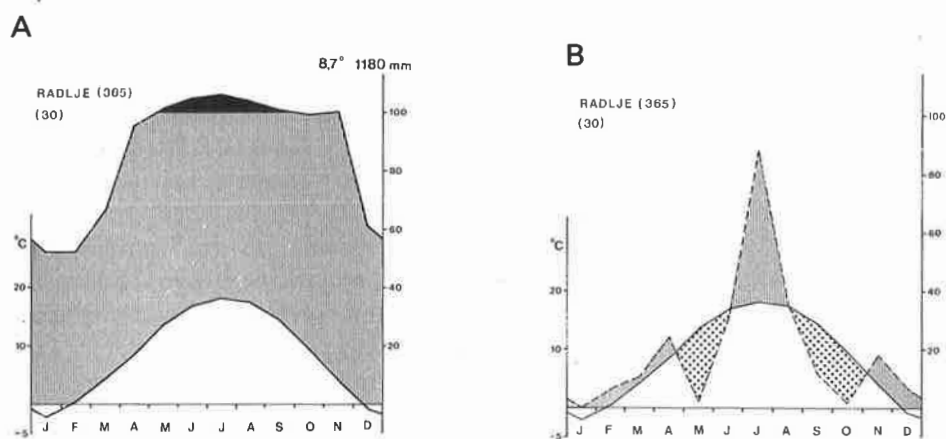 A
8,7° 1180 mm
RADLJE (365)
(30)
100
80
60
40
20
°C
20
10
-5
J F M A M J J A S O N D
B
RADLJE (365)
(30)
100
80
60
40
20
°C
20
10
-5
J F M A M J J A S O N D